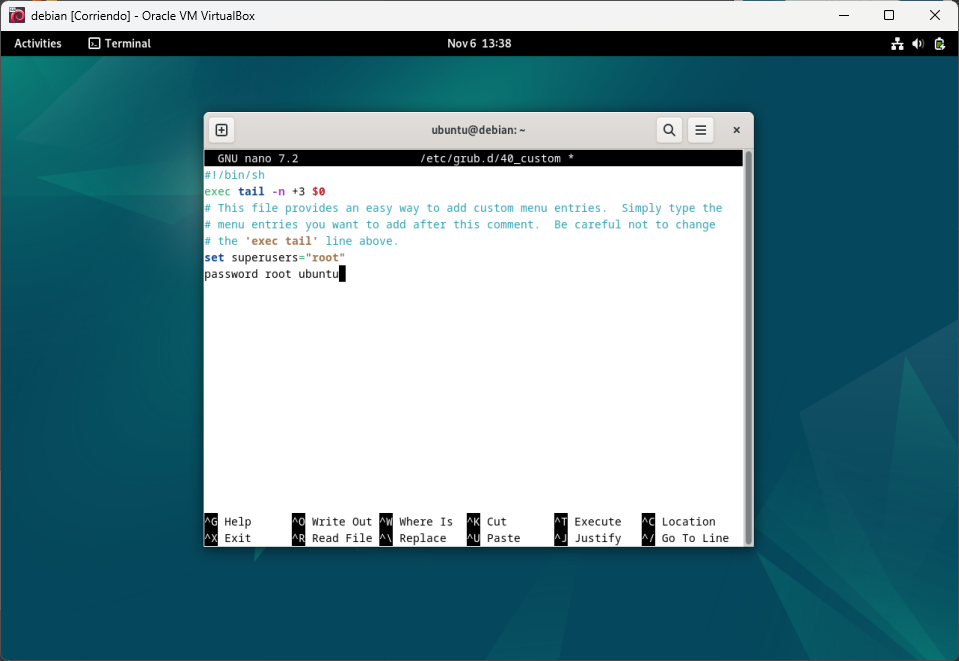 debian [Corriendo] - Oracle VM VirtualBox
Activities Terminal Nov 6 13:38
ubuntu@debian: ~
GNU nano 7.2 /etc/grub.d/40_custom *
#!/bin/sh
exec tail -n +3 $0
# This file provides an easy way to add custom menu entries.  Simply type the
# menu entries you want to add after this comment.  Be careful not to change
# the 'exec tail' line above.
set superusers="root"
password root ubuntu
^G Help ^O Write Out ^W Where Is ^K Cut ^T Execute ^C Location
^X Exit ^R Read File ^\ Replace ^U Paste ^J Justify ^/ Go To Line